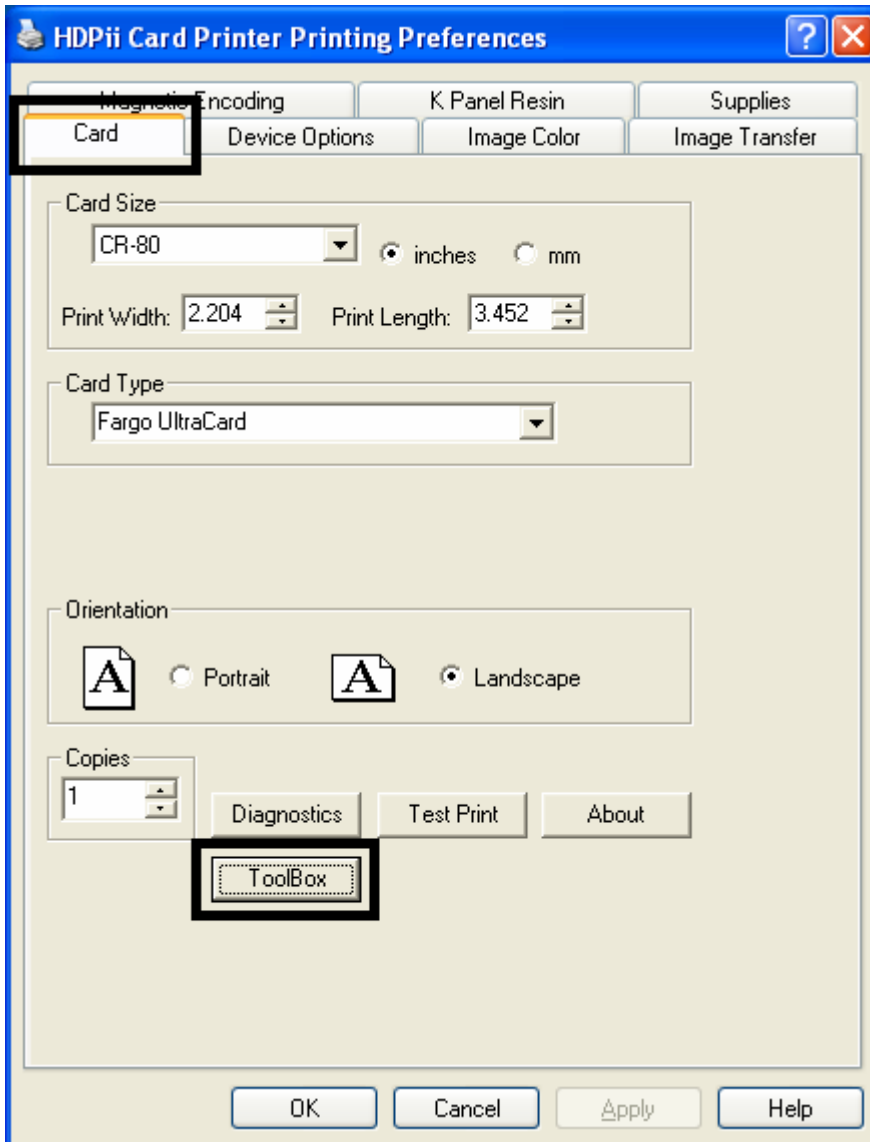 HDPii Card Printer Printing Preferences
Magnetic Encoding K Panel Resin Supplies
Card Device Options Image Color Image Transfer
Card Size
CR-80 inches mm
Print Width: 2.204 Print Length: 3.452
Card Type
Fargo UltraCard
Orientation
A Portrait A Landscape
Copies
1 Diagnostics Test Print About
ToolBox
OK Cancel Apply Help